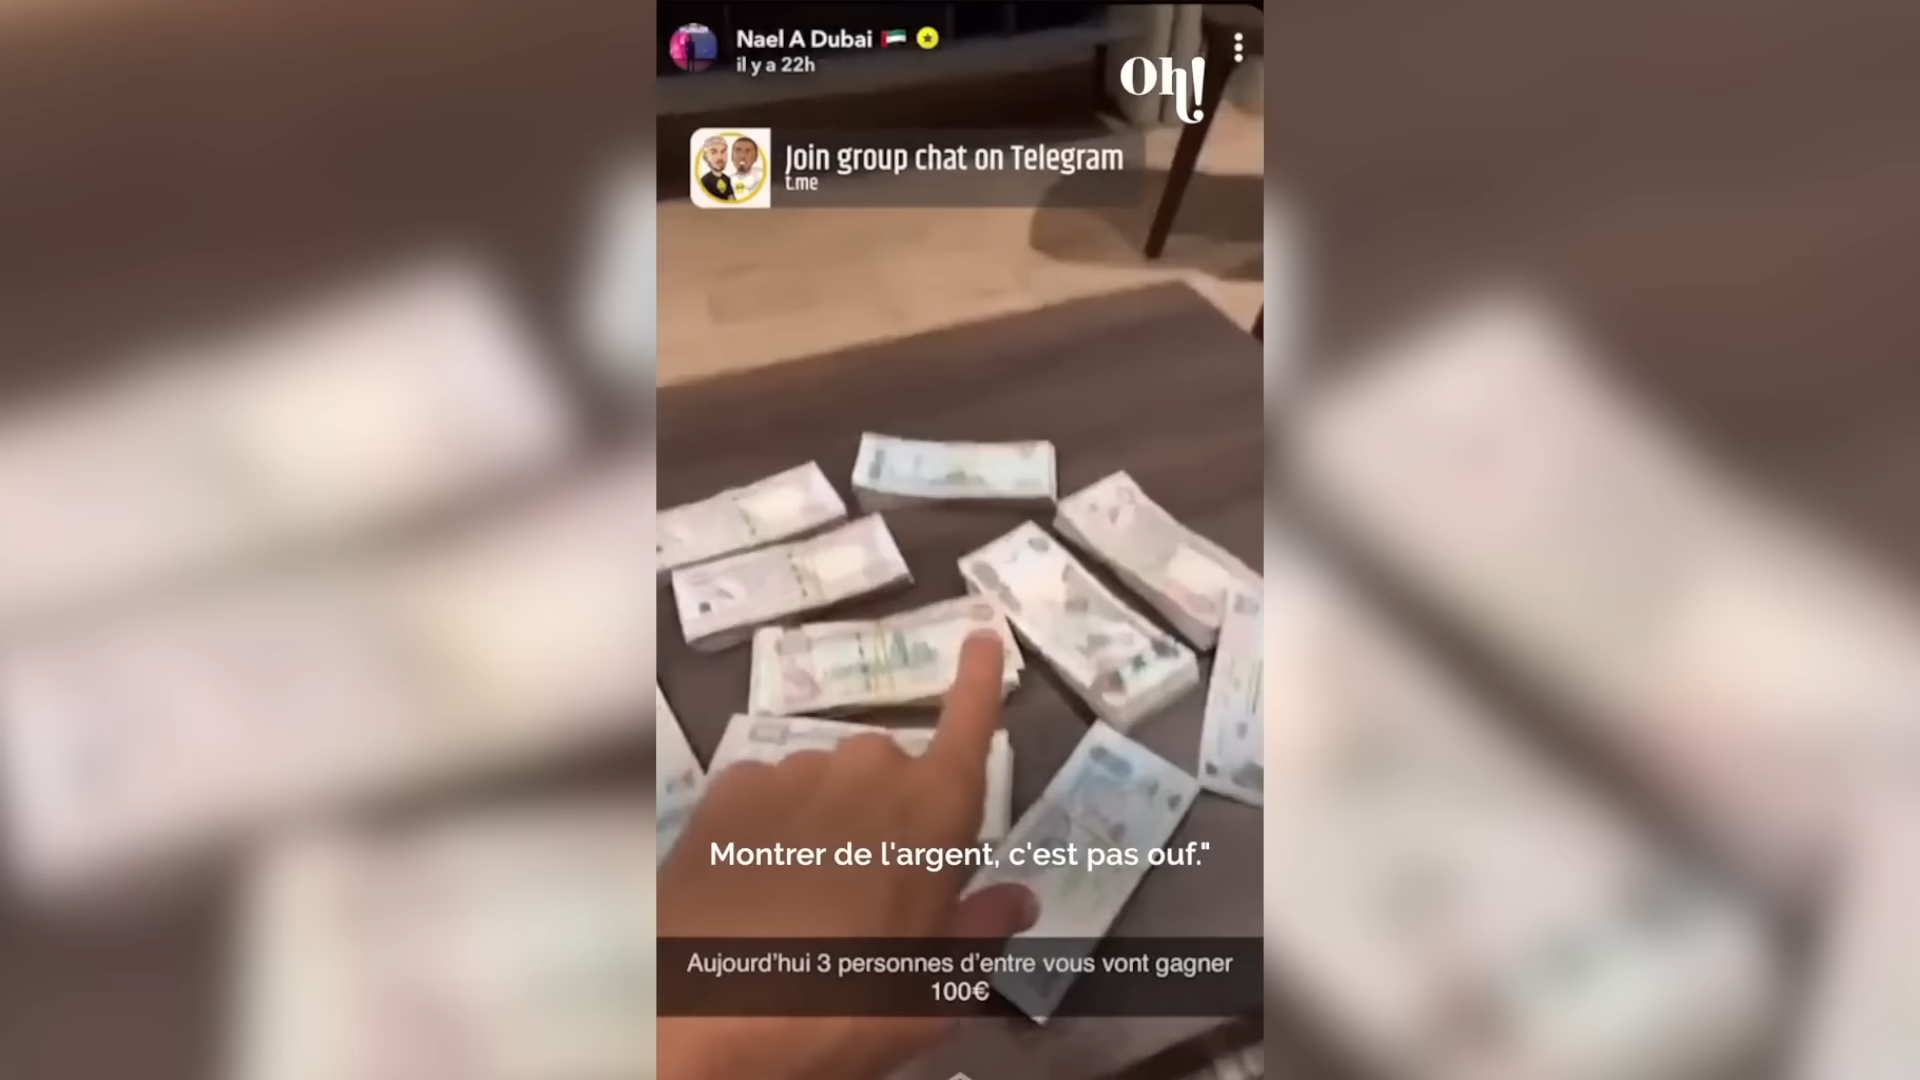 Nael A Dubai
il y a 22h
Oh!
Join group chat on Telegram
t.me
Montrer de l'argent, c'est pas ouf."
Aujourd'hui 3 personnes d'entre vous vont gagner
100€